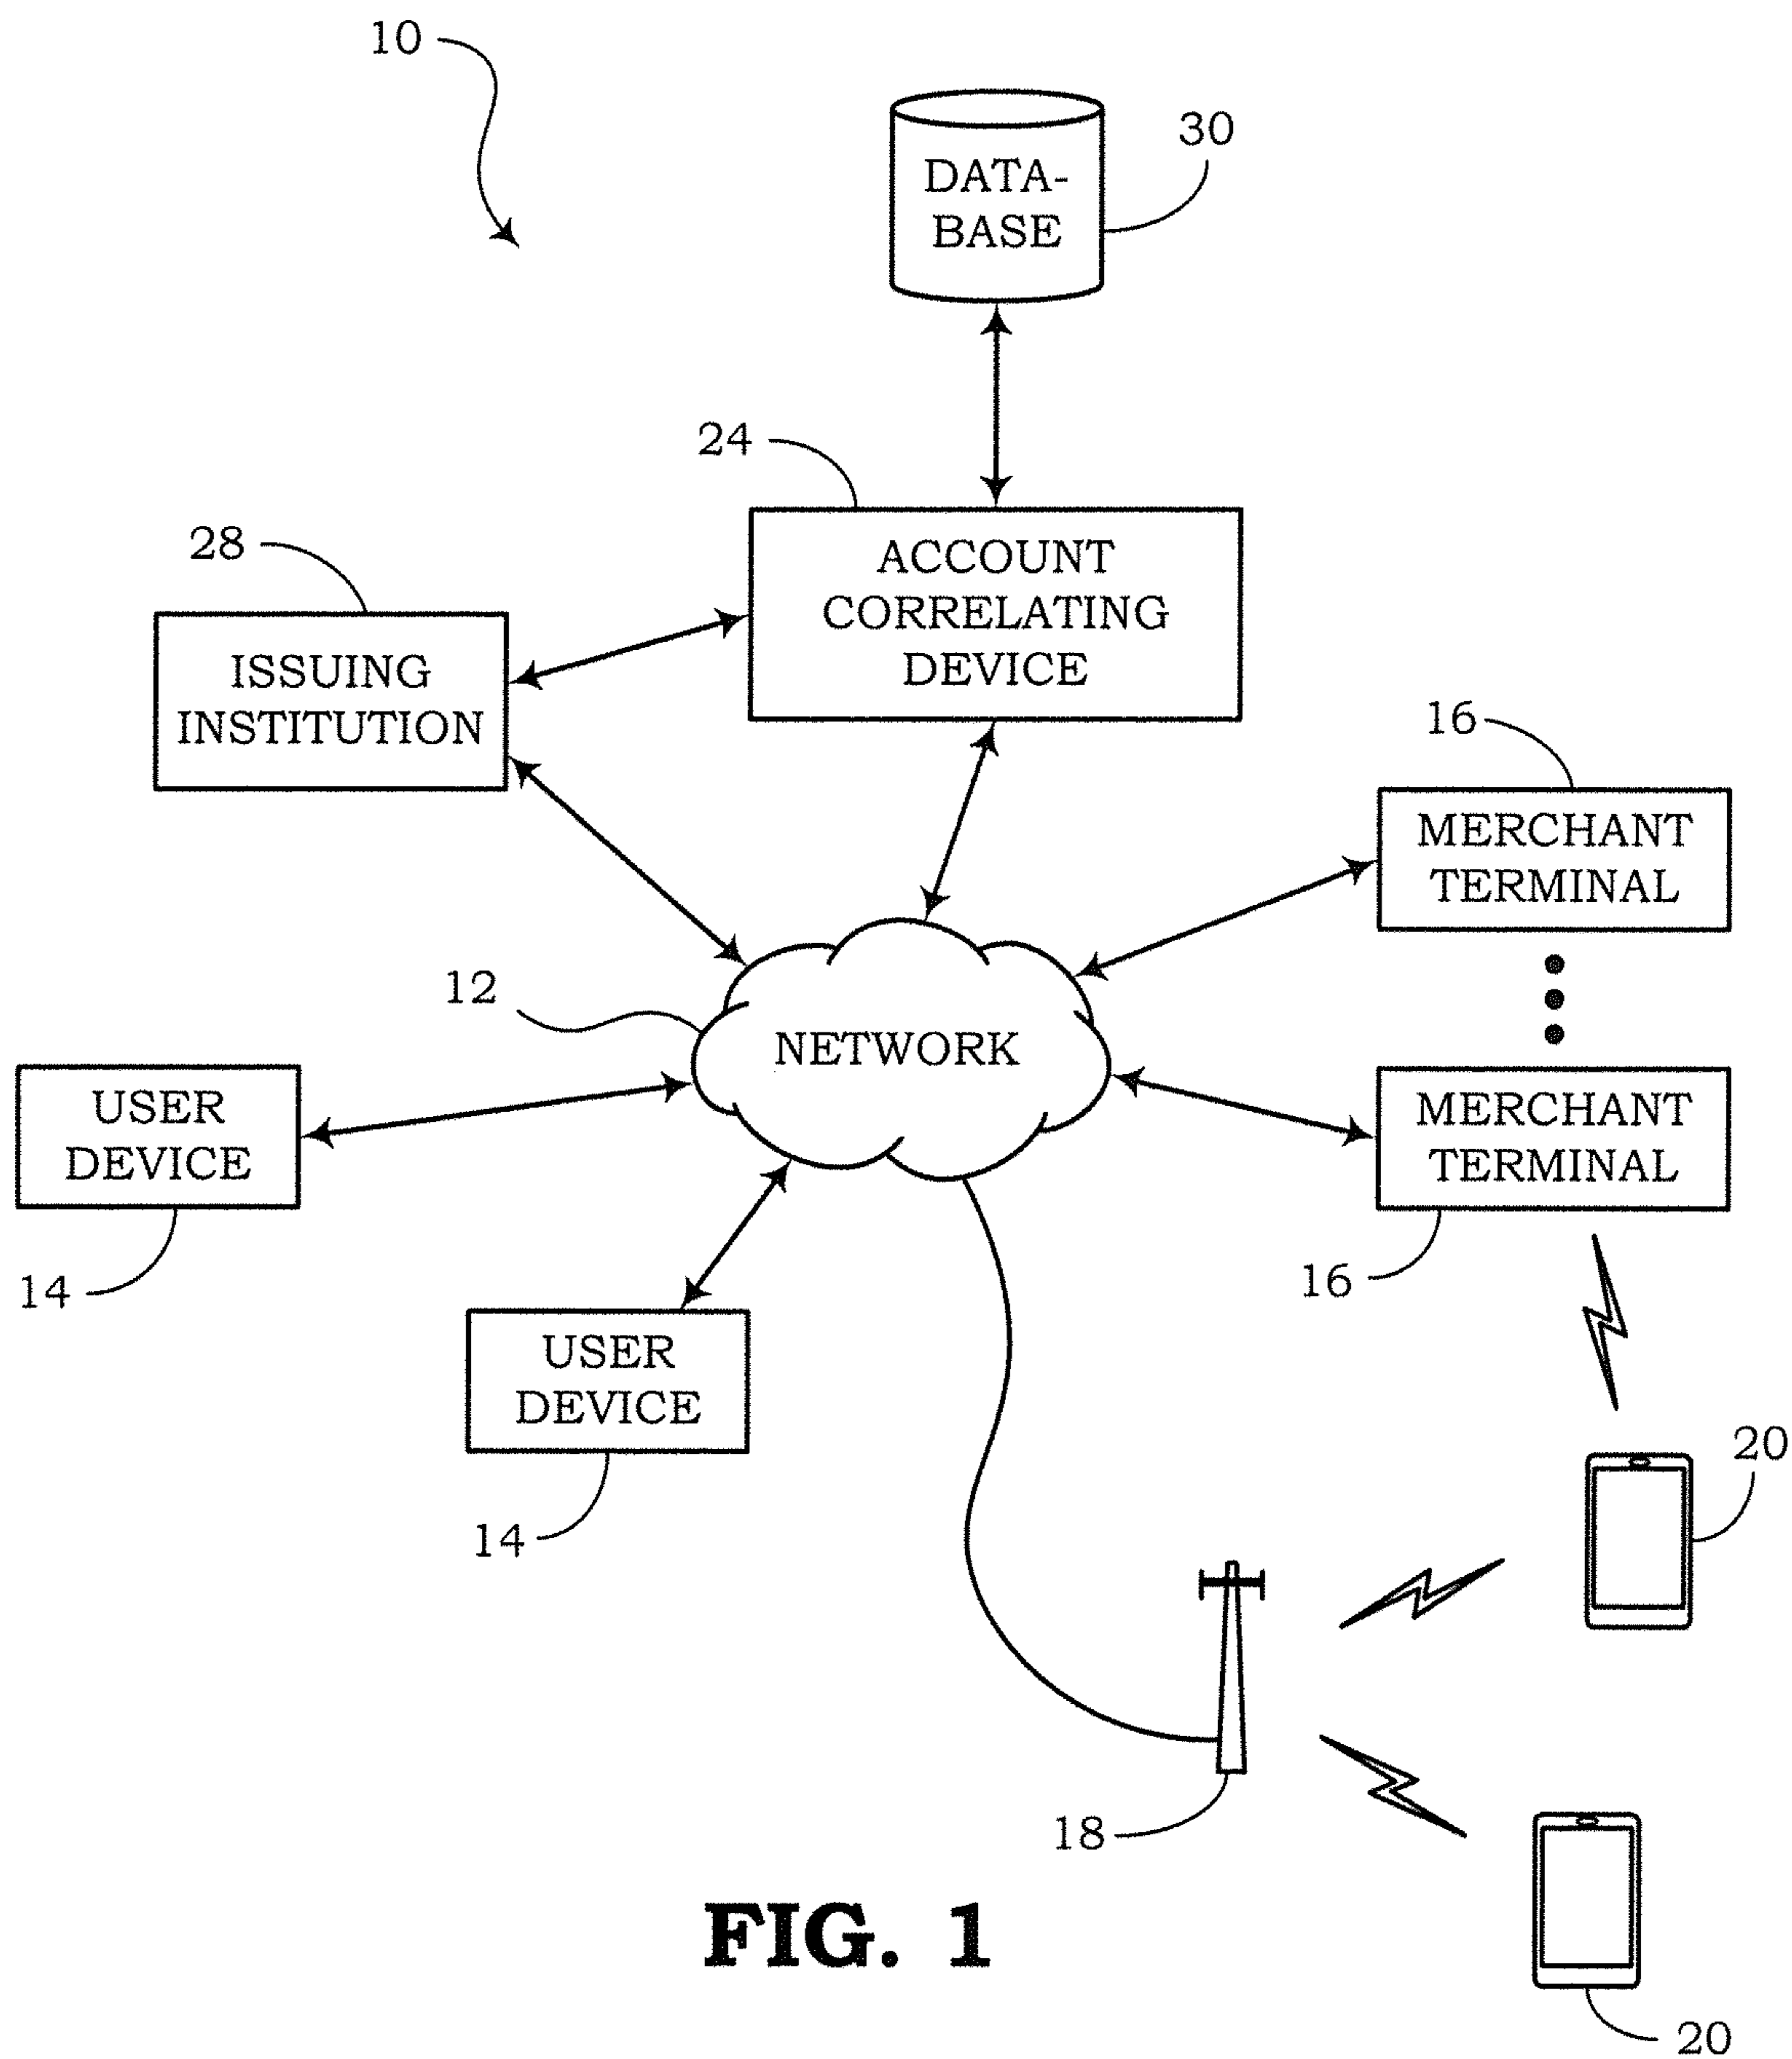 10
30
DATA-
BASE
24
ACCOUNT
CORRELATING
DEVICE
28
ISSUING
INSTITUTION
16
MERCHANT
TERMINAL
12
NETWORK
MERCHANT
TERMINAL
16
USER
DEVICE
14
USER
DEVICE
14
20
18
20
FIG. 1